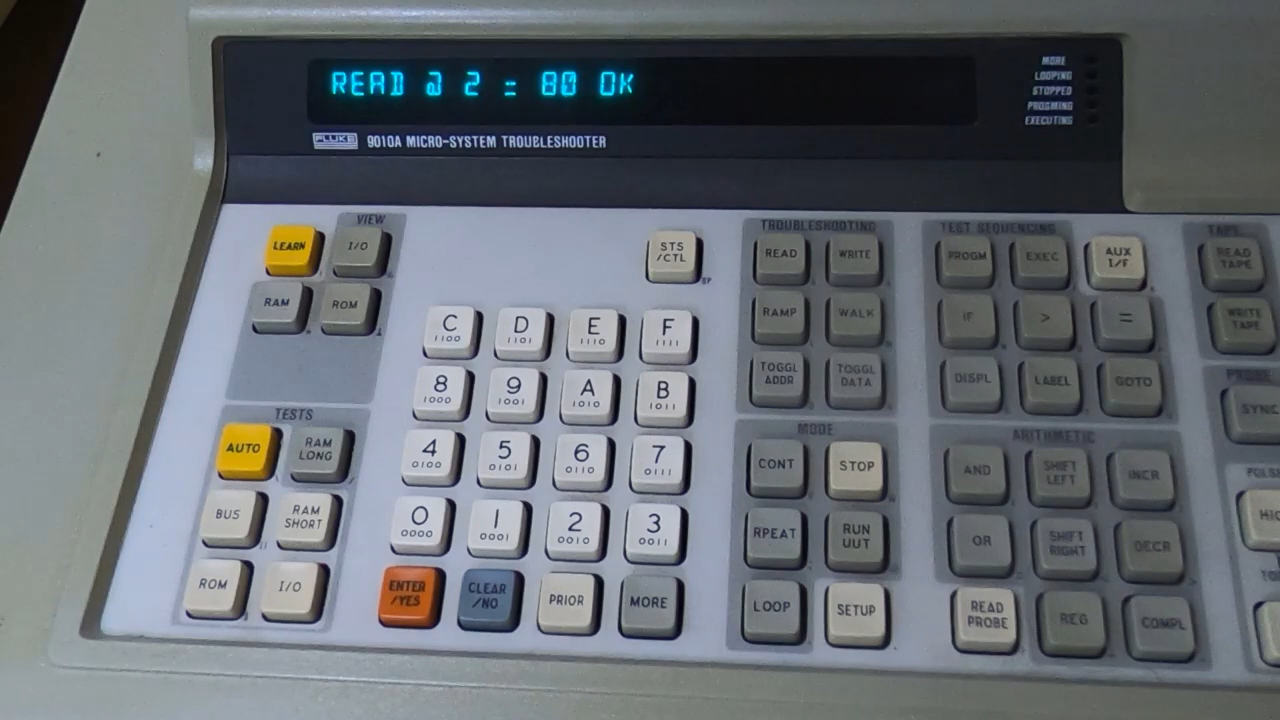 READ @ 2 = 80 OK
MORE
LOOPING
STOPPED
PROGMING
EXECUTING
FLUKE 9010A MICRO-SYSTEM TROUBLESHOOTER
VIEW
LEARN I/O
RAM ROM
TESTS
AUTO RAM LONG
BUS RAM SHORT
ROM I/O
STS /CTL
C 1100 D 1101 E 1110 F 1111
8 1000 9 1001 A 1010 B 1011
4 0100 5 0101 6 0110 7 0111
0 0000 1 0001 2 0010 3 0011
ENTER /YES CLEAR /NO PRIOR MORE
TROUBLESHOOTING
READ WRITE
RAMP WALK
TOGGL ADDR TOGGL DATA
MODE
CONT STOP
RPEAT RUN UUT
LOOP SETUP
TEST SEQUENCING
PROGM EXEC AUX I/F
IF > =
DISPL LABEL GOTO
ARITHMETIC
AND SHIFT LEFT INCR
OR SHIFT RIGHT DECR
READ PROBE REG COMPL
TAPE
READ TAPE
WRITE TAPE
PROBE
SYNC